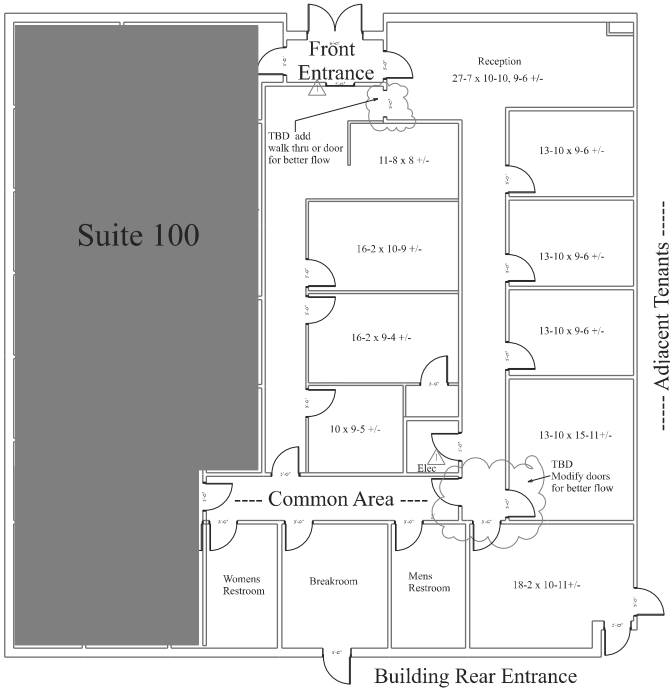 Front
Entrance
Reception
27-7 x 10-10, 9-6 +/-
TBD add
walk thru or door
for better flow
11-8 x 8 +/-
13-10 x 9-6 +/-
Suite 100
16-2 x 10-9 +/-
13-10 x 9-6 +/-
16-2 x 9-4 +/-
13-10 x 9-6 +/-
----- Adjacent Tenants -----
10 x 9-5 +/-
13-10 x 15-11+/-
Elec
TBD
Modify doors
for better flow
---- Common Area ----
Womens
Restroom
Breakroom
Mens
Restroom
18-2 x 10-11+/-
Building Rear Entrance